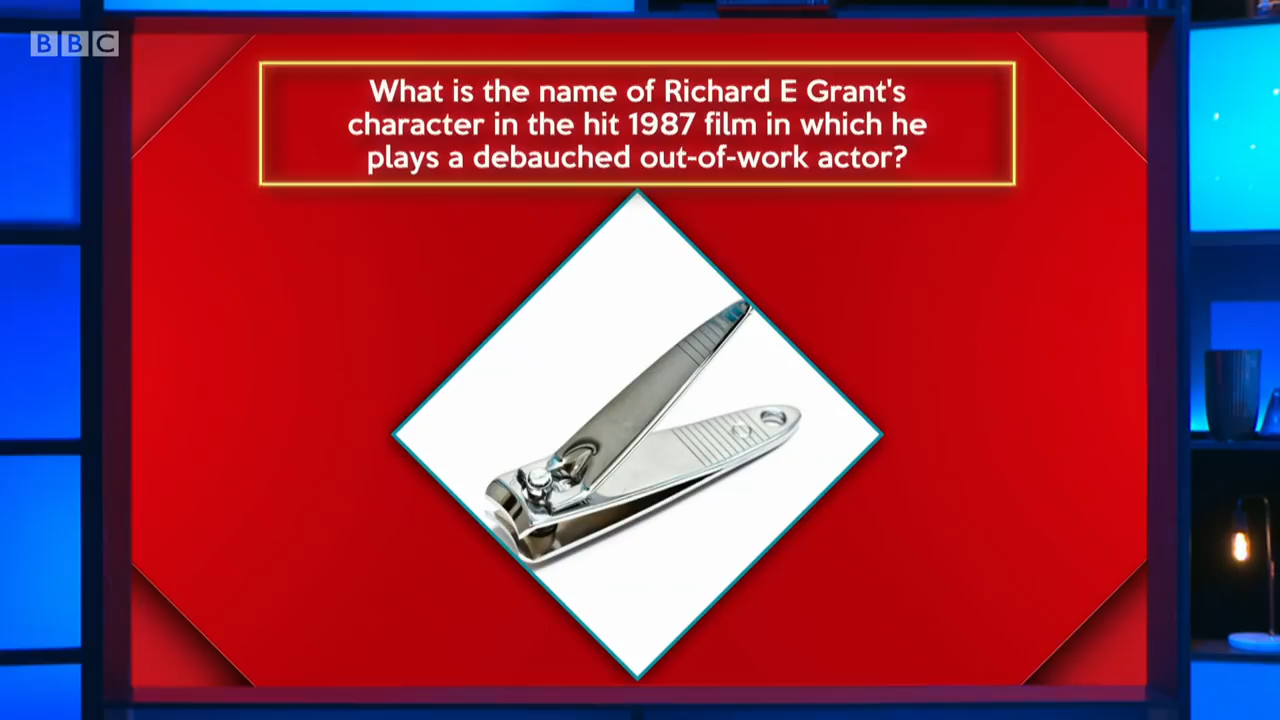 BBC
What is the name of Richard E Grant's
character in the hit 1987 film in which he
plays a debauched out-of-work actor?